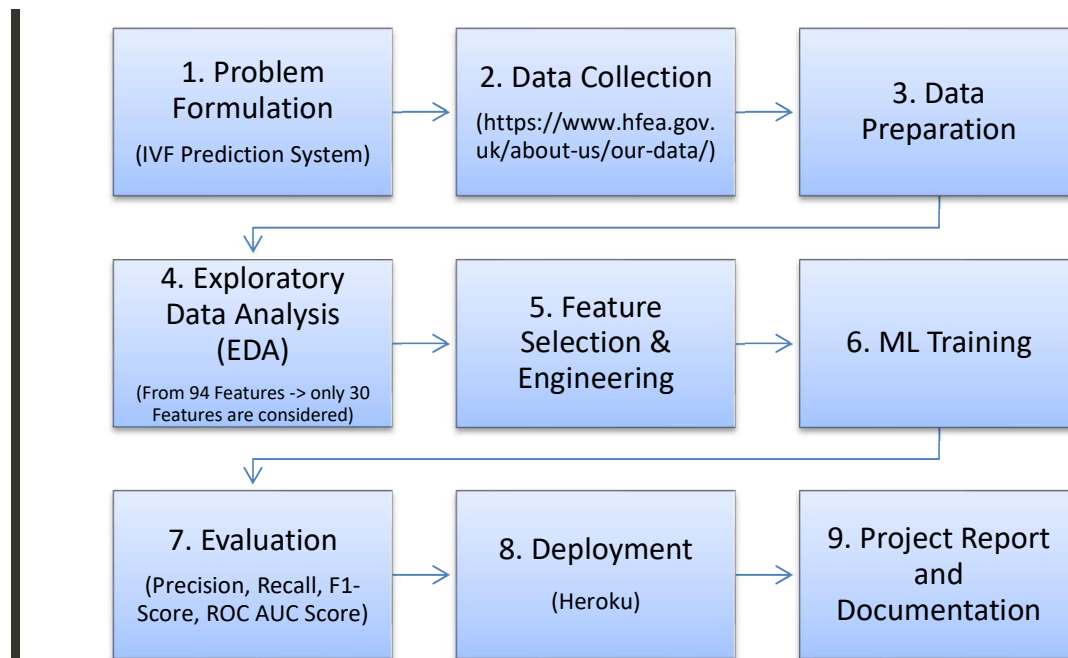 1. Problem
Formulation
(IVF Prediction System)
2. Data Collection
(https://www.hfea.gov.
uk/about-us/our-data/)
3. Data
Preparation
4. Exploratory
Data Analysis
(EDA)
(From 94 Features -> only 30
Features are considered)
5. Feature
Selection &
Engineering
6. ML Training
7. Evaluation
(Precision, Recall, F1-
Score, ROC AUC Score)
8. Deployment
(Heroku)
9. Project Report
and
Documentation